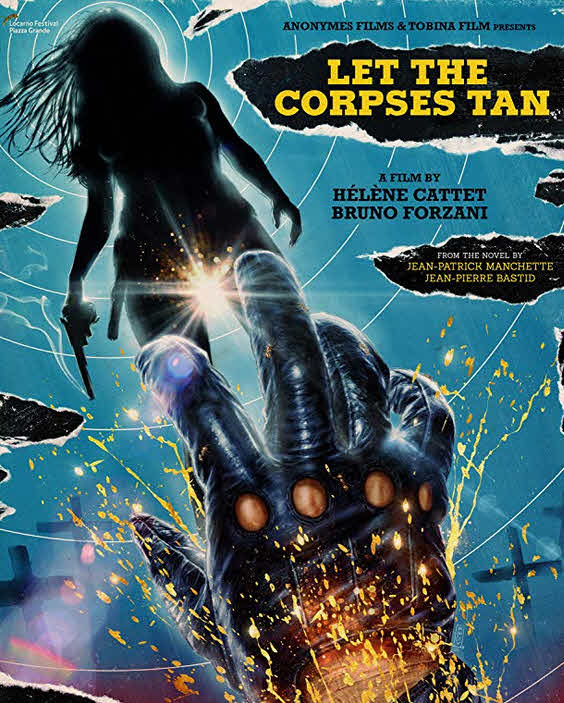 Locarno Festival
Piazza Grande
ANONYMES FILMS & TOBINA FILM PRESENTS
LET THE
CORPSES TAN
A FILM BY
HÉLÈNE CATTET
BRUNO FORZANI
FROM THE NOVEL BY
JEAN-PATRICK MANCHETTE
JEAN-PIERRE BASTID